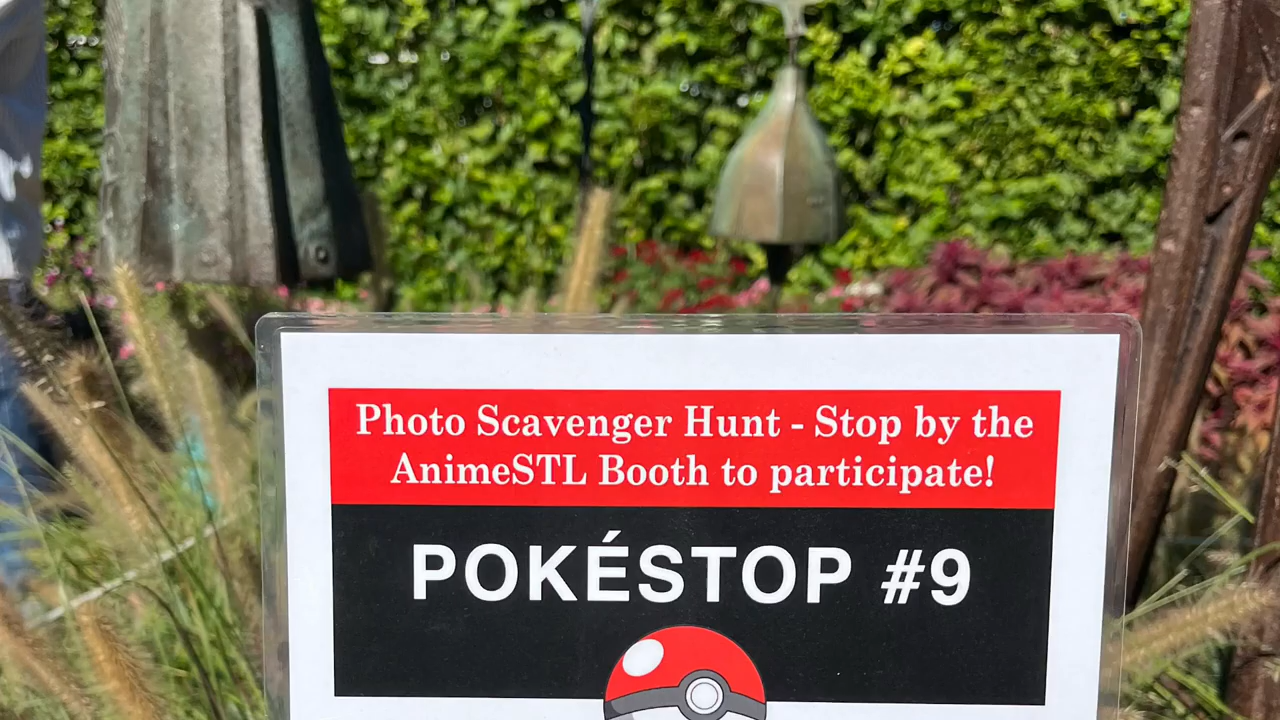 Photo Scavenger Hunt - Stop by the
AnimeSTL Booth to participate!
POKÉSTOP #9